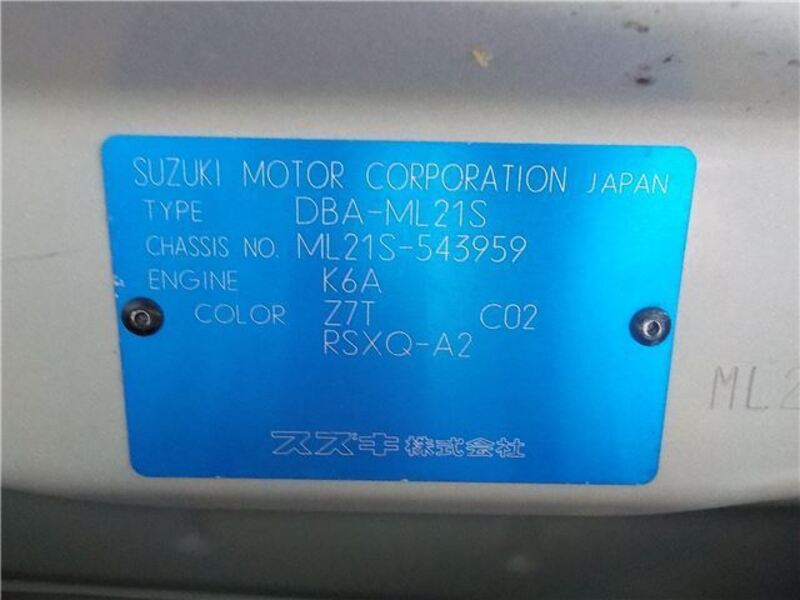 SUZUKI MOTOR CORPORATION JAPAN
TYPE DBA-ML21S
CHASSIS NO. ML21S-543959
ENGINE K6A
COLOR Z7T C02
RSXQ-A2
スズキ株式会社
ML2